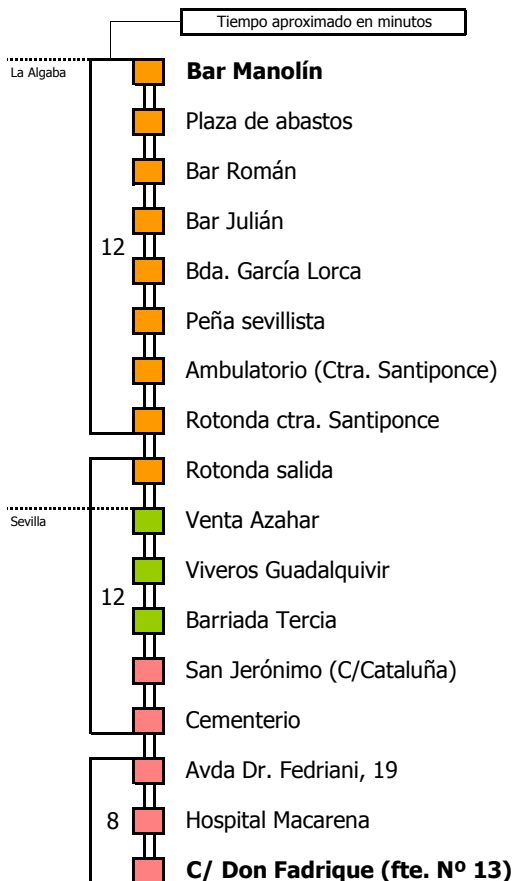 Tiempo aproximado en minutos
La Algaba
Bar Manolín
Plaza de abastos
Bar Román
Bar Julián
12
Bda. García Lorca
Peña sevillista
Ambulatorio (Ctra. Santiponce)
Rotonda ctra. Santiponce
Rotonda salida
Sevilla
Venta Azahar
Viveros Guadalquivir
12
Barriada Tercia
San Jerónimo (C/Cataluña)
Cementerio
Avda Dr. Fedriani, 19
8
Hospital Macarena
C/ Don Fadrique (fte. Nº 13)